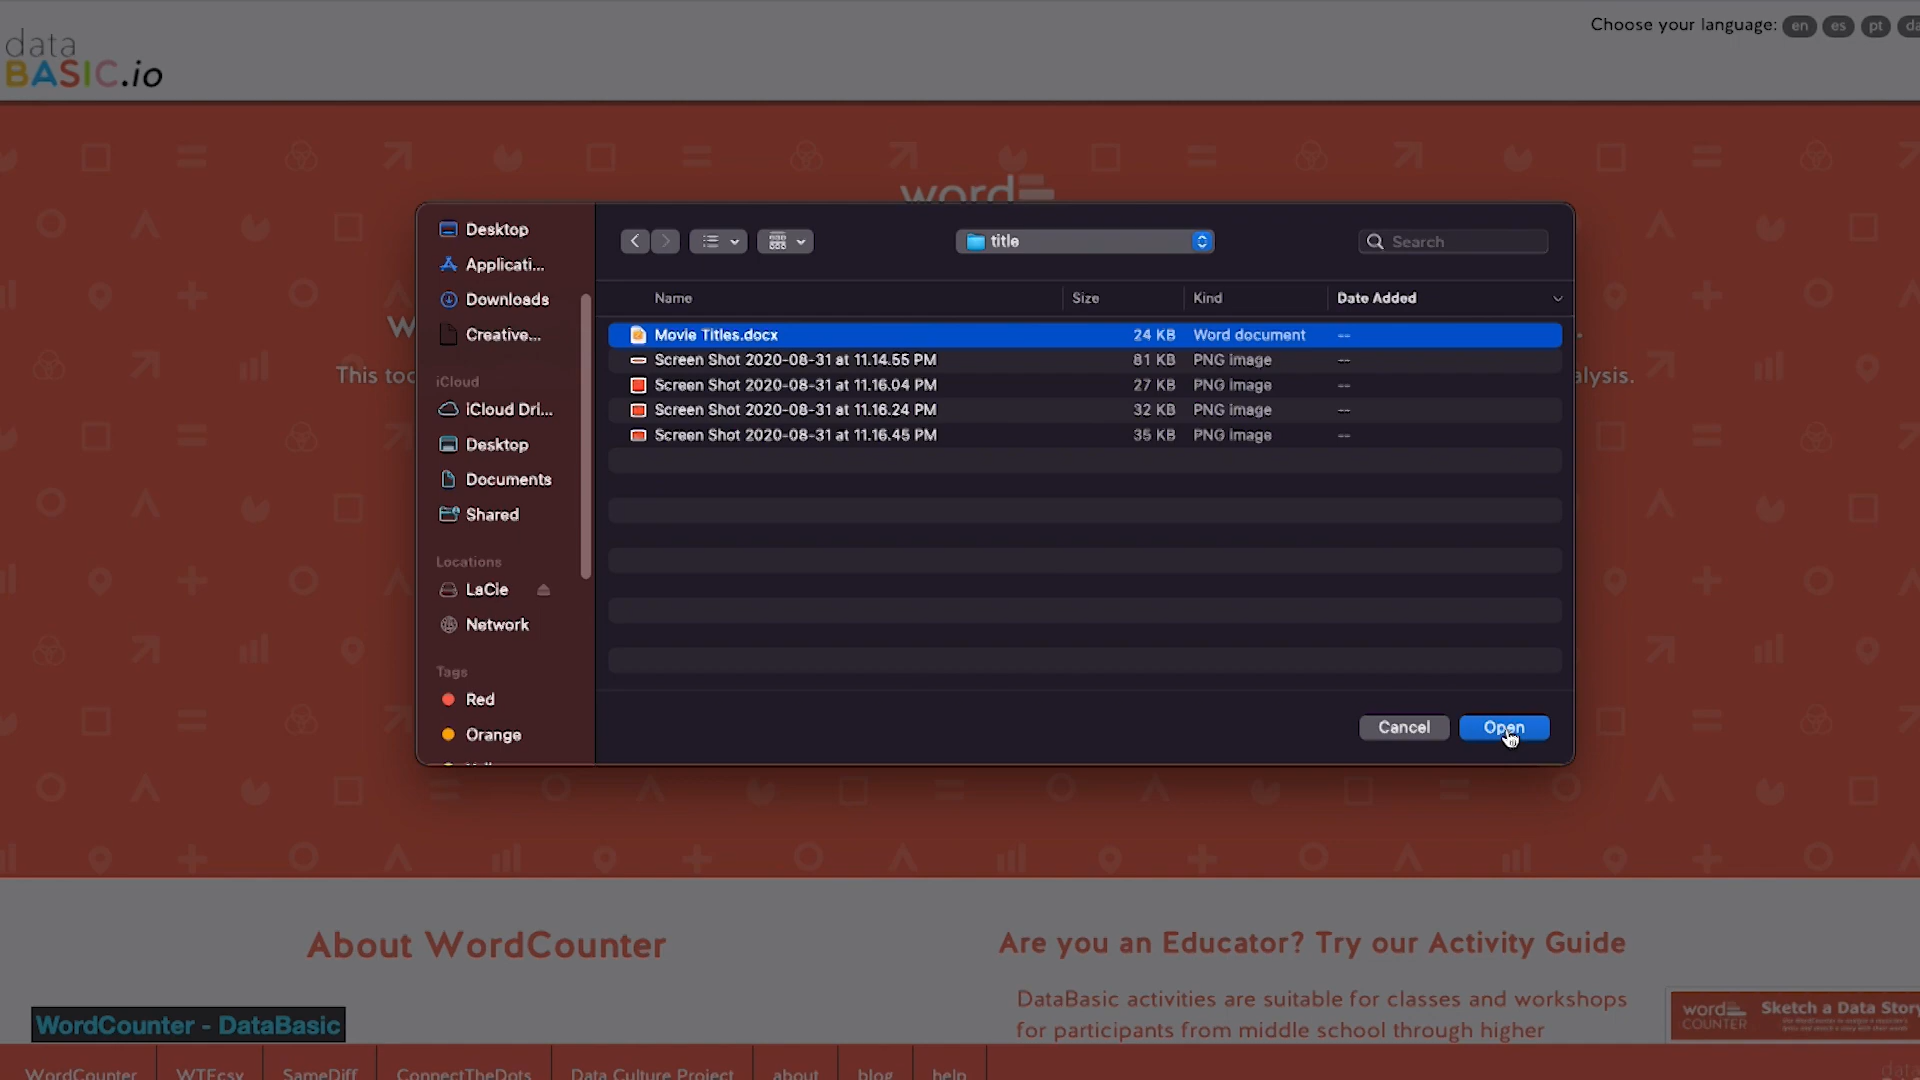 Choose your language: en es pt da
data
BASIC.io
word
This too
alysis.
Desktop
Applicati...
Downloads
Creative...
iCloud
iCloud Dri...
Desktop
Documents
Shared
Locations
LaCie
Network
Tags
Red
Orange
title
Search
Name Size Kind Date Added
Movie Titles.docx 24 KB Word document --
Screen Shot 2020-08-31 at 11.14.55 PM 81 KB PNG image --
Screen Shot 2020-08-31 at 11.16.04 PM 27 KB PNG image --
Screen Shot 2020-08-31 at 11.16.24 PM 32 KB PNG image --
Screen Shot 2020-08-31 at 11.16.45 PM 35 KB PNG image --
Cancel Open
About WordCounter
WordCounter - DataBasic
Are you an Educator? Try our Activity Guide
DataBasic activities are suitable for classes and workshops
for participants from middle school through higher
word
COUNTER
Sketch a Data Story
WordCounter WTFcsv SameDiff ConnectTheDots Data Culture Project about blog help
data